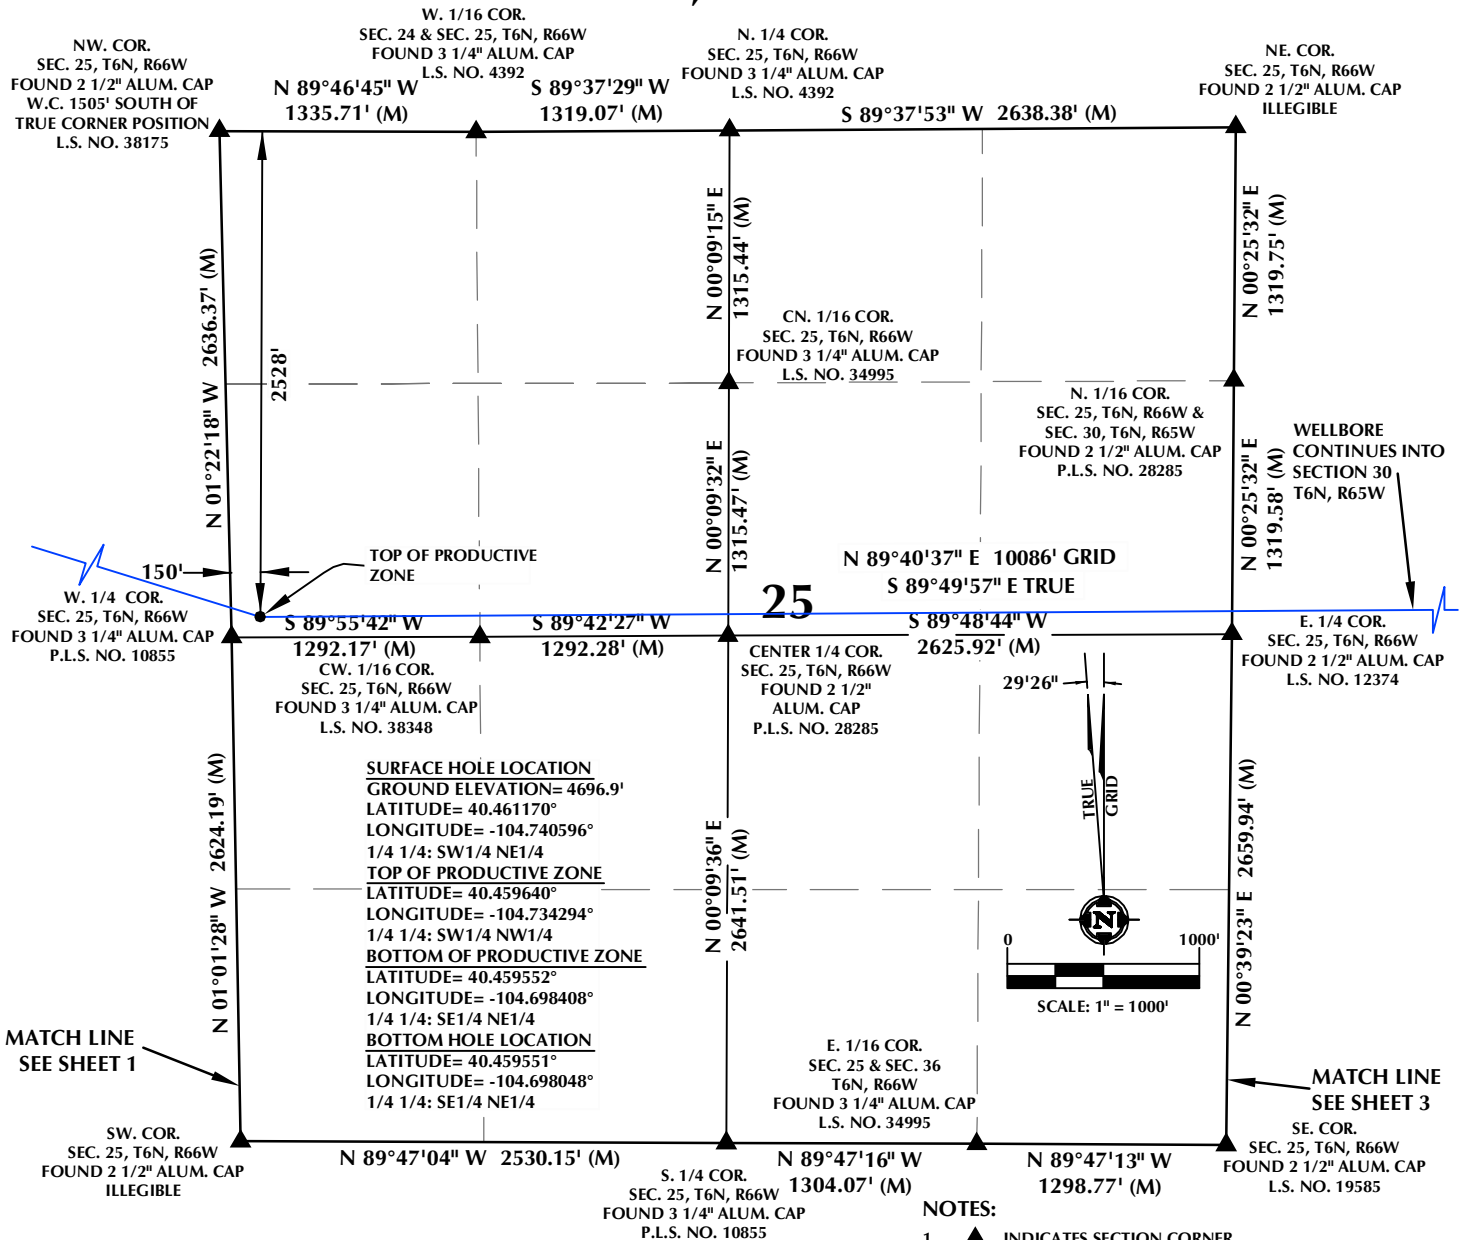 W. 1/16 COR.
SEC. 24 & SEC. 25, T6N, R66W
FOUND 3 1/4" ALUM. CAP
L.S. NO. 4392
N. 1/4 COR.
SEC. 25, T6N, R66W
FOUND 3 1/4" ALUM. CAP
L.S. NO. 4392
NW. COR.
SEC. 25, T6N, R66W
FOUND 2 1/2" ALUM. CAP
W.C. 1505' SOUTH OF
TRUE CORNER POSITION
L.S. NO. 38175
NE. COR.
SEC. 25, T6N, R66W
FOUND 2 1/2" ALUM. CAP
ILLEGIBLE
N 89°46'45" W
1335.71' (M)
S 89°37'29" W
1319.07' (M)
S 89°37'53" W 2638.38' (M)
N 01°22'18" W 2636.37' (M)
2528'
N 00°09'15" E
1315.44' (M)
N 00°25'32" E
1319.75' (M)
CN. 1/16 COR.
SEC. 25, T6N, R66W
FOUND 3 1/4" ALUM. CAP
L.S. NO. 34995
N. 1/16 COR.
SEC. 25, T6N, R66W &
SEC. 30, T6N, R65W
FOUND 2 1/2" ALUM. CAP
P.L.S. NO. 28285
WELLBORE
CONTINUES INTO
SECTION 30
T6N, R65W
N 00°09'32" E
1315.47' (M)
N 00°25'32" E
1319.58' (M)
150'
TOP OF PRODUCTIVE
ZONE
N 89°40'37" E 10086' GRID
S 89°49'57" E TRUE
25
W. 1/4 COR.
SEC. 25, T6N, R66W
FOUND 3 1/4" ALUM. CAP
P.L.S. NO. 10855
S 89°55'42" W
1292.17' (M)
S 89°42'27" W
1292.28' (M)
S 89°48'44" W
2625.92' (M)
E. 1/4 COR.
SEC. 25, T6N, R66W
FOUND 2 1/2" ALUM. CAP
L.S. NO. 12374
CW. 1/16 COR.
SEC. 25, T6N, R66W
FOUND 3 1/4" ALUM. CAP
L.S. NO. 38348
CENTER 1/4 COR.
SEC. 25, T6N, R66W
FOUND 2 1/2"
ALUM. CAP
P.L.S. NO. 28285
29'26"
TRUE
GRID
N
0 1000'
SCALE: 1" = 1000'
SURFACE HOLE LOCATION
GROUND ELEVATION= 4696.9'
LATITUDE= 40.461170°
LONGITUDE= -104.740596°
1/4 1/4: SW1/4 NE1/4
TOP OF PRODUCTIVE ZONE
LATITUDE= 40.459640°
LONGITUDE= -104.734294°
1/4 1/4: SW1/4 NW1/4
BOTTOM OF PRODUCTIVE ZONE
LATITUDE= 40.459552°
LONGITUDE= -104.698408°
1/4 1/4: SE1/4 NE1/4
BOTTOM HOLE LOCATION
LATITUDE= 40.459551°
LONGITUDE= -104.698048°
1/4 1/4: SE1/4 NE1/4
N 01°01'28" W 2624.19' (M)
N 00°09'36" E
2641.51' (M)
N 00°39'23" E 2659.94' (M)
MATCH LINE
SEE SHEET 1
MATCH LINE
SEE SHEET 3
E. 1/16 COR.
SEC. 25 & SEC. 36
T6N, R66W
FOUND 3 1/4" ALUM. CAP
L.S. NO. 34995
SW. COR.
SEC. 25, T6N, R66W
FOUND 2 1/2" ALUM. CAP
ILLEGIBLE
N 89°47'04" W 2530.15' (M)
S. 1/4 COR.
SEC. 25, T6N, R66W
FOUND 3 1/4" ALUM. CAP
P.L.S. NO. 10855
N 89°47'16" W
1304.07' (M)
N 89°47'13" W
1298.77' (M)
SE. COR.
SEC. 25, T6N, R66W
FOUND 2 1/2" ALUM. CAP
L.S. NO. 19585
NOTES:
1. INDICATES SECTION CORNER